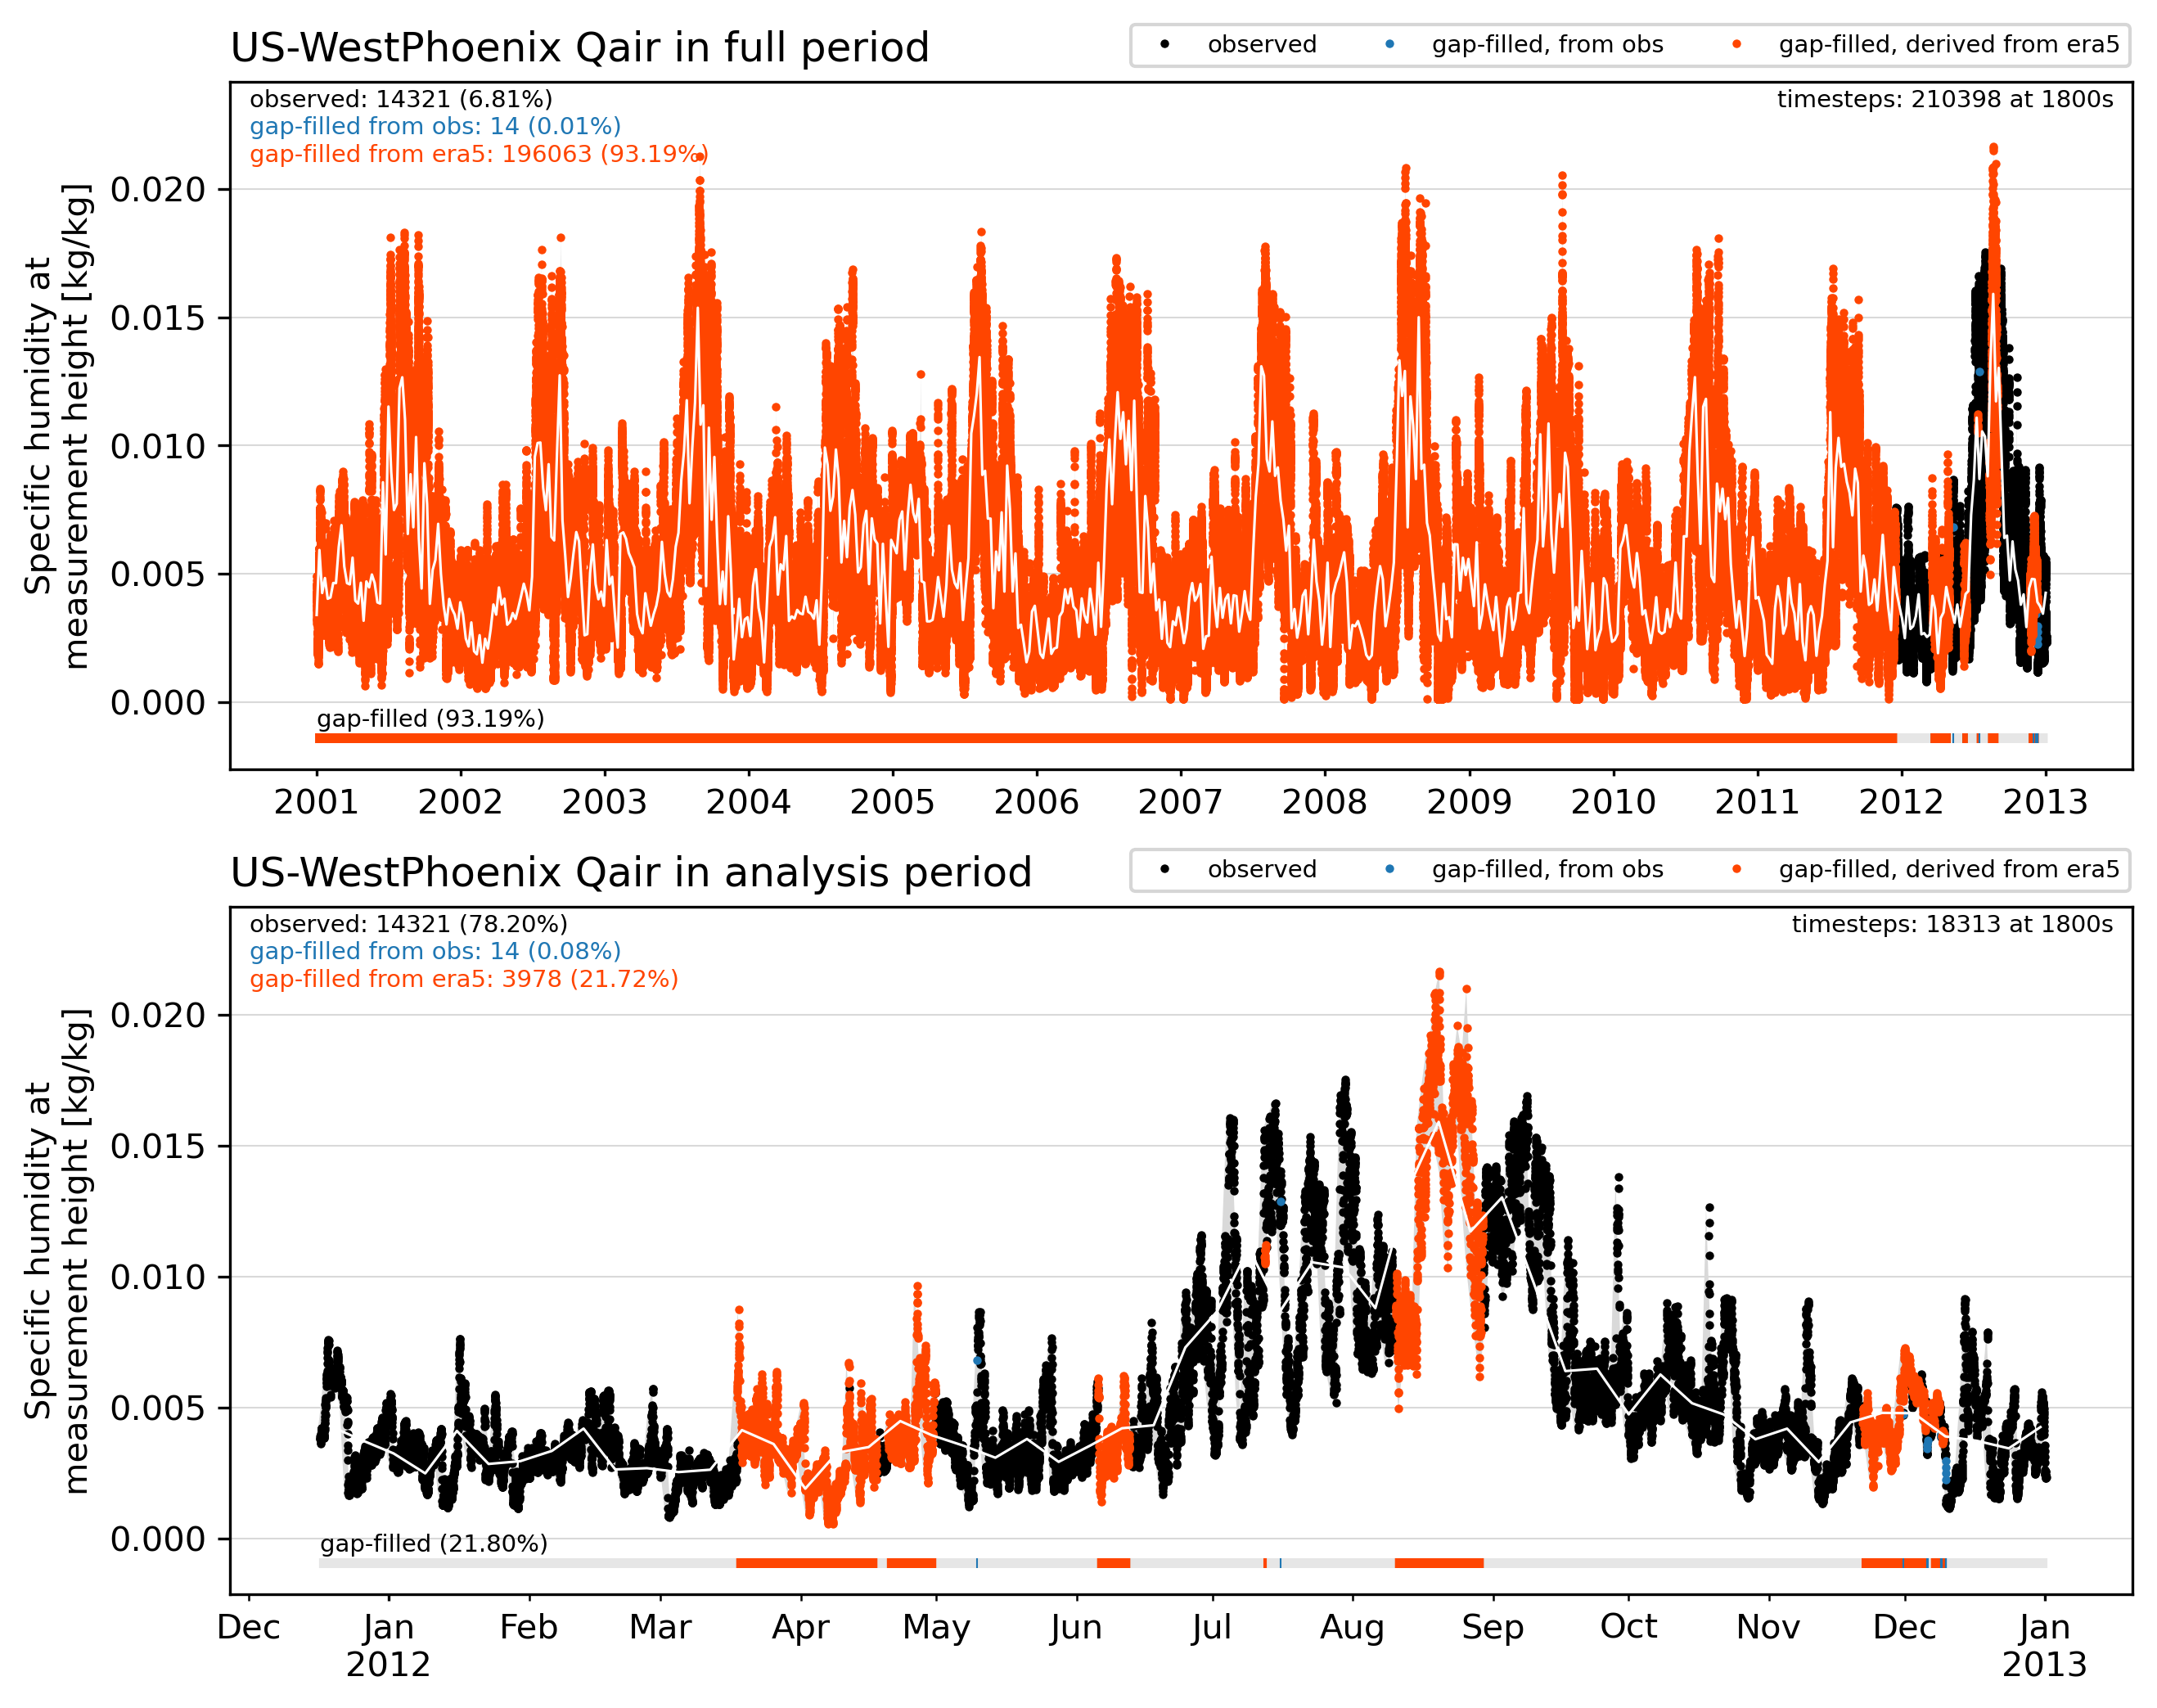 US-WestPhoenix Qair in full period
observed gap-filled, from obs gap-filled, derived from era5
observed: 14321 (6.81%)
timesteps: 210398 at 1800s
gap-filled from obs: 14 (0.01%)
gap-filled from era5: 196063 (93.19%)
Specific humidity at
measurement height [kg/kg]
0.020
0.015
0.010
0.005
0.000
gap-filled (93.19%)
2001 2002 2003 2004 2005 2006 2007 2008 2009 2010 2011 2012 2013
US-WestPhoenix Qair in analysis period
observed gap-filled, from obs gap-filled, derived from era5
observed: 14321 (78.20%)
timesteps: 18313 at 1800s
gap-filled from obs: 14 (0.08%)
gap-filled from era5: 3978 (21.72%)
Specific humidity at
measurement height [kg/kg]
0.020
0.015
0.010
0.005
0.000
gap-filled (21.80%)
Dec Jan Feb Mar Apr May Jun Jul Aug Sep Oct Nov Dec Jan
2012 2013